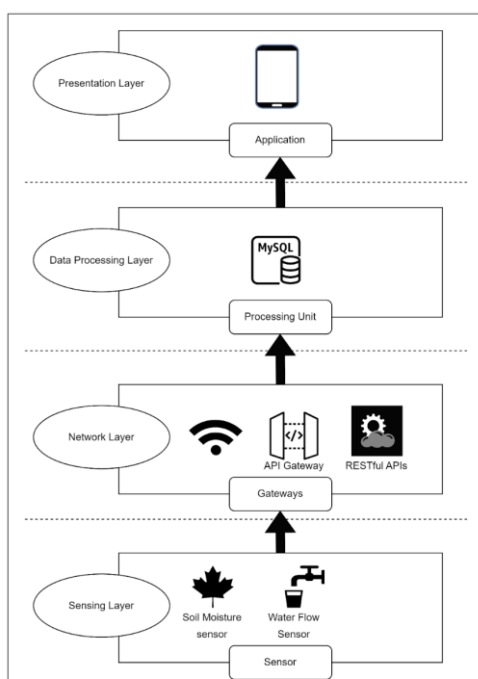 Presentation Layer
Application
Data Processing Layer
MySQL
Processing Unit
Network Layer
API Gateway
RESTful APIs
</>
Gateways
Sensing Layer
Soil Moisture
sensor
Water Flow
Sensor
Sensor